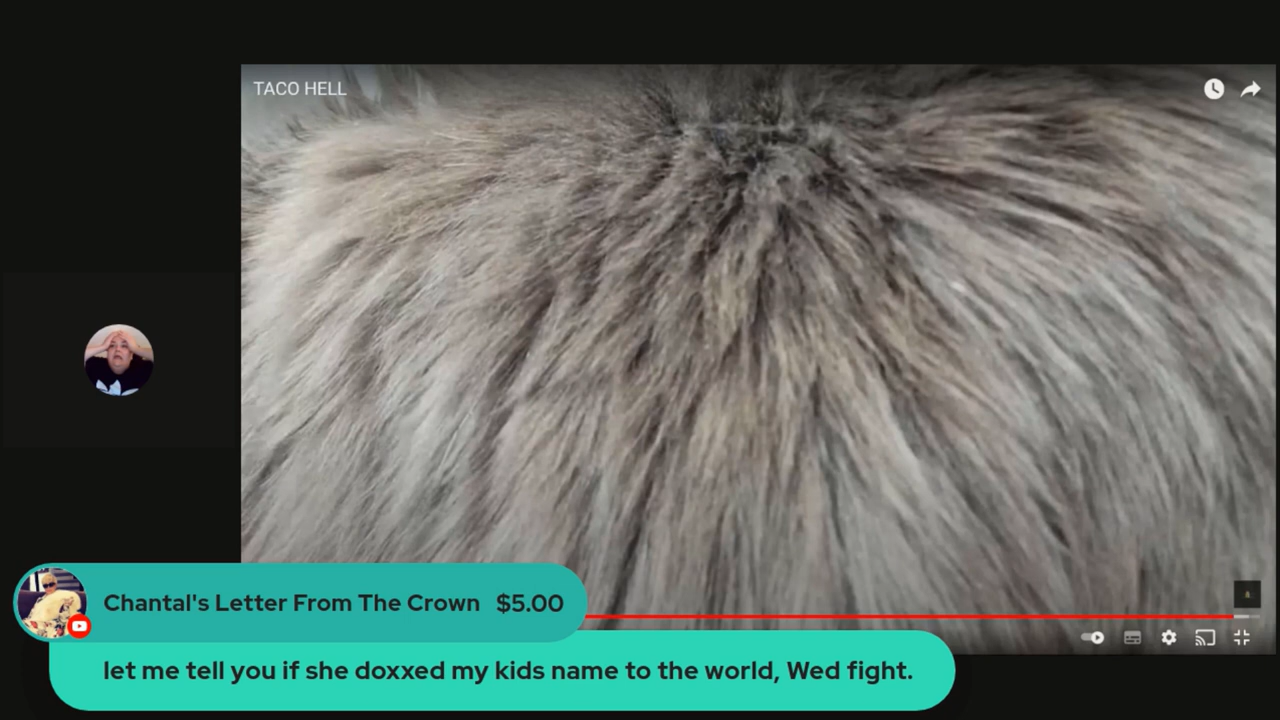 TACO HELL
Chantal's Letter From The Crown $5.00
let me tell you if she doxxed my kids name to the world, Wed fight.